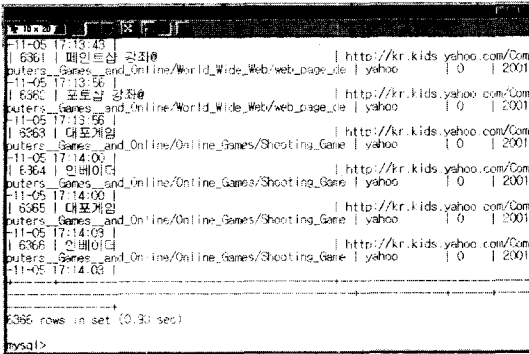 10 x 20
-11-05 17:13:43 |
| 6361 | 페인트샵 강좌@ | http://kr.kids.yahoo.com/Com
puters__Games__and_Online/World_Wide_Web/web_page_de | yahoo | 0 | 2001
-11-05 17:13:56 |
| 6362 | 포토샵 강좌@ | http://kr.kids.yahoo.com/Com
puters__Games__and_Online/World_Wide_Web/web_page_de | yahoo | 0 | 2001
-11-05 17:13:56 |
| 6363 | 대포게임 | http://kr.kids.yahoo.com/Com
puters__Games__and_Online/Online_Games/Shooting_Game | yahoo | 0 | 2001
-11-05 17:14:00 |
| 6364 | 인베이더 | http://kr.kids.yahoo.com/Com
puters__Games__and_Online/Online_Games/Shooting_Game | yahoo | 0 | 2001
-11-05 17:14:00 |
| 6365 | 대포게임 | http://kr.kids.yahoo.com/Com
puters__Games__and_Online/Online_Games/Shooting_Game | yahoo | 0 | 2001
-11-05 17:14:03 |
| 6366 | 인베이더 | http://kr.kids.yahoo.com/Com
puters__Games__and_Online/Online_Games/Shooting_Game | yahoo | 0 | 2001
-11-05 17:14:03 |
6366 rows in set (0.93 sec)
mysql>